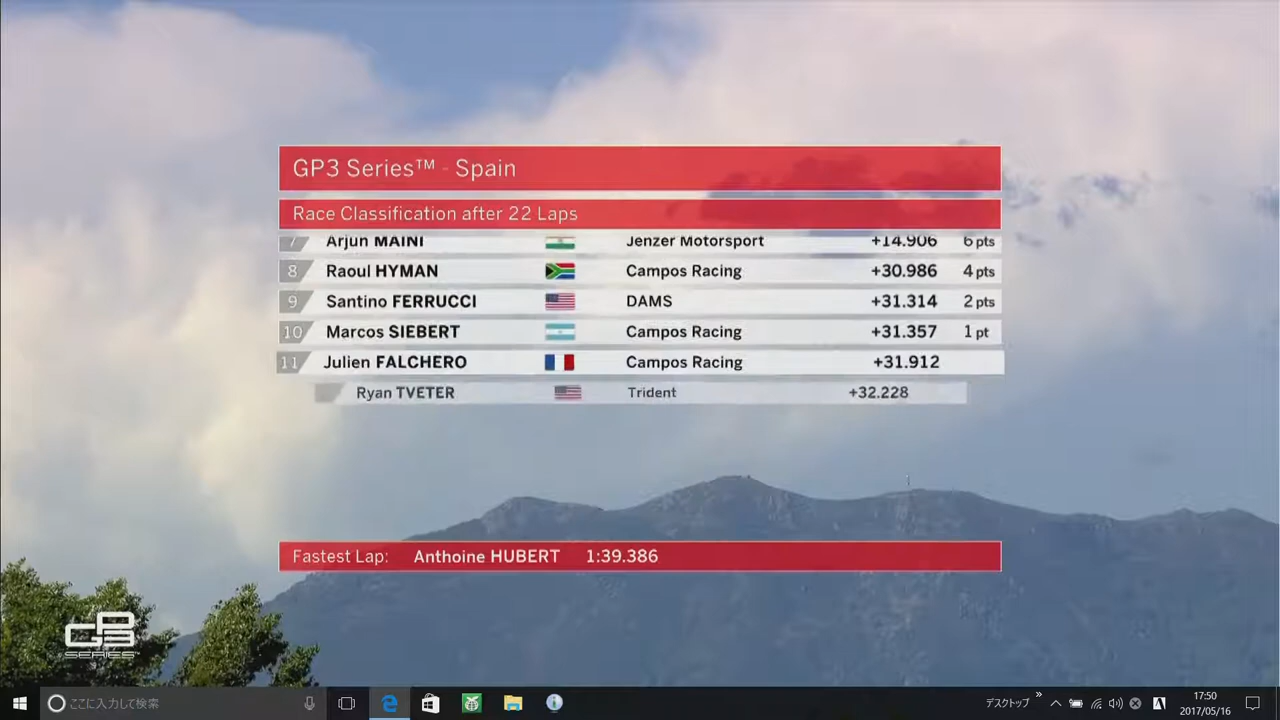 GP3 Series™ - Spain
Race Classification after 22 Laps
7 Arjun MAINI Jenzer Motorsport +14.906 6 pts
8 Raoul HYMAN Campos Racing +30.986 4 pts
9 Santino FERRUCCI DAMS +31.314 2 pts
10 Marcos SIEBERT Campos Racing +31.357 1 pt
11 Julien FALCHERO Campos Racing +31.912
Ryan TVETER Trident +32.228
Fastest Lap: Anthoine HUBERT 1:39.386
GP3
SERIES
ここに入力して検索
デスクトップ
A
17:50
2017/05/16